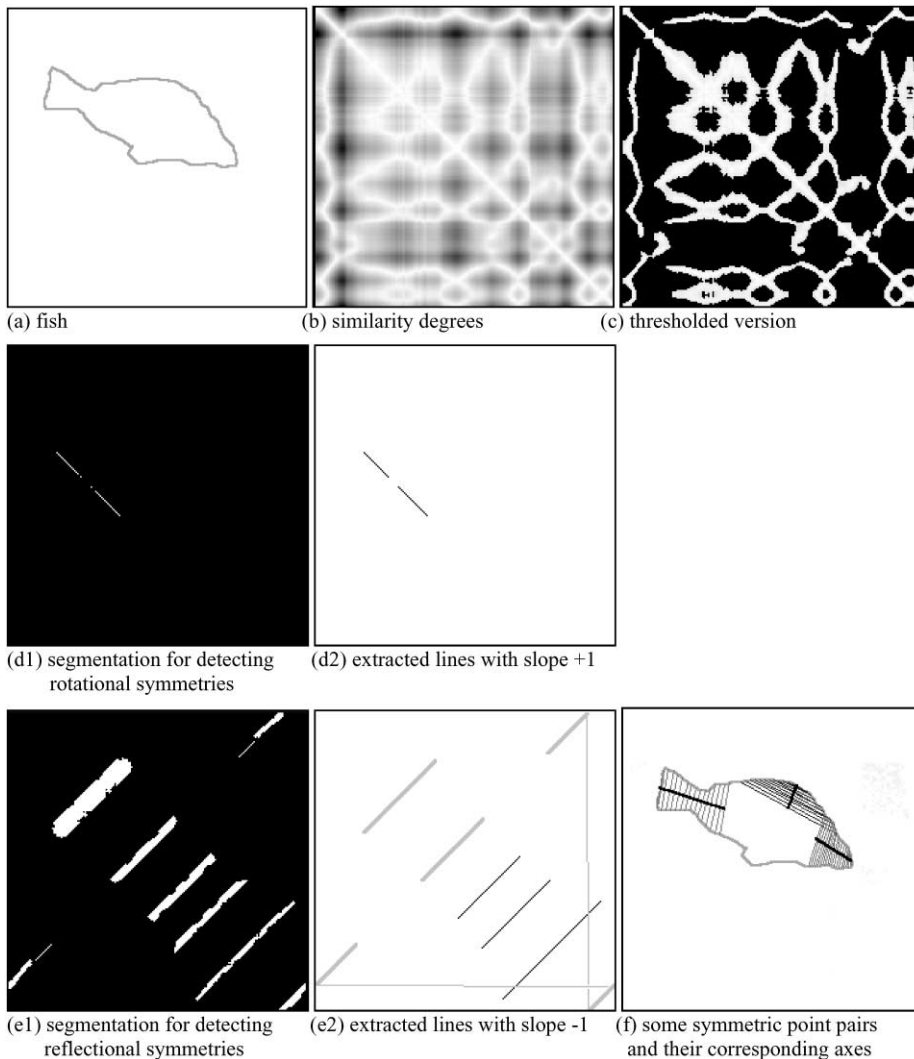 (a) fish
(b) similarity degrees
(c) thresholded version
(d1) segmentation for detecting
rotational symmetries
(d2) extracted lines with slope +1
(e1) segmentation for detecting
reflectional symmetries
(e2) extracted lines with slope -1
(f) some symmetric point pairs
and their corresponding axes